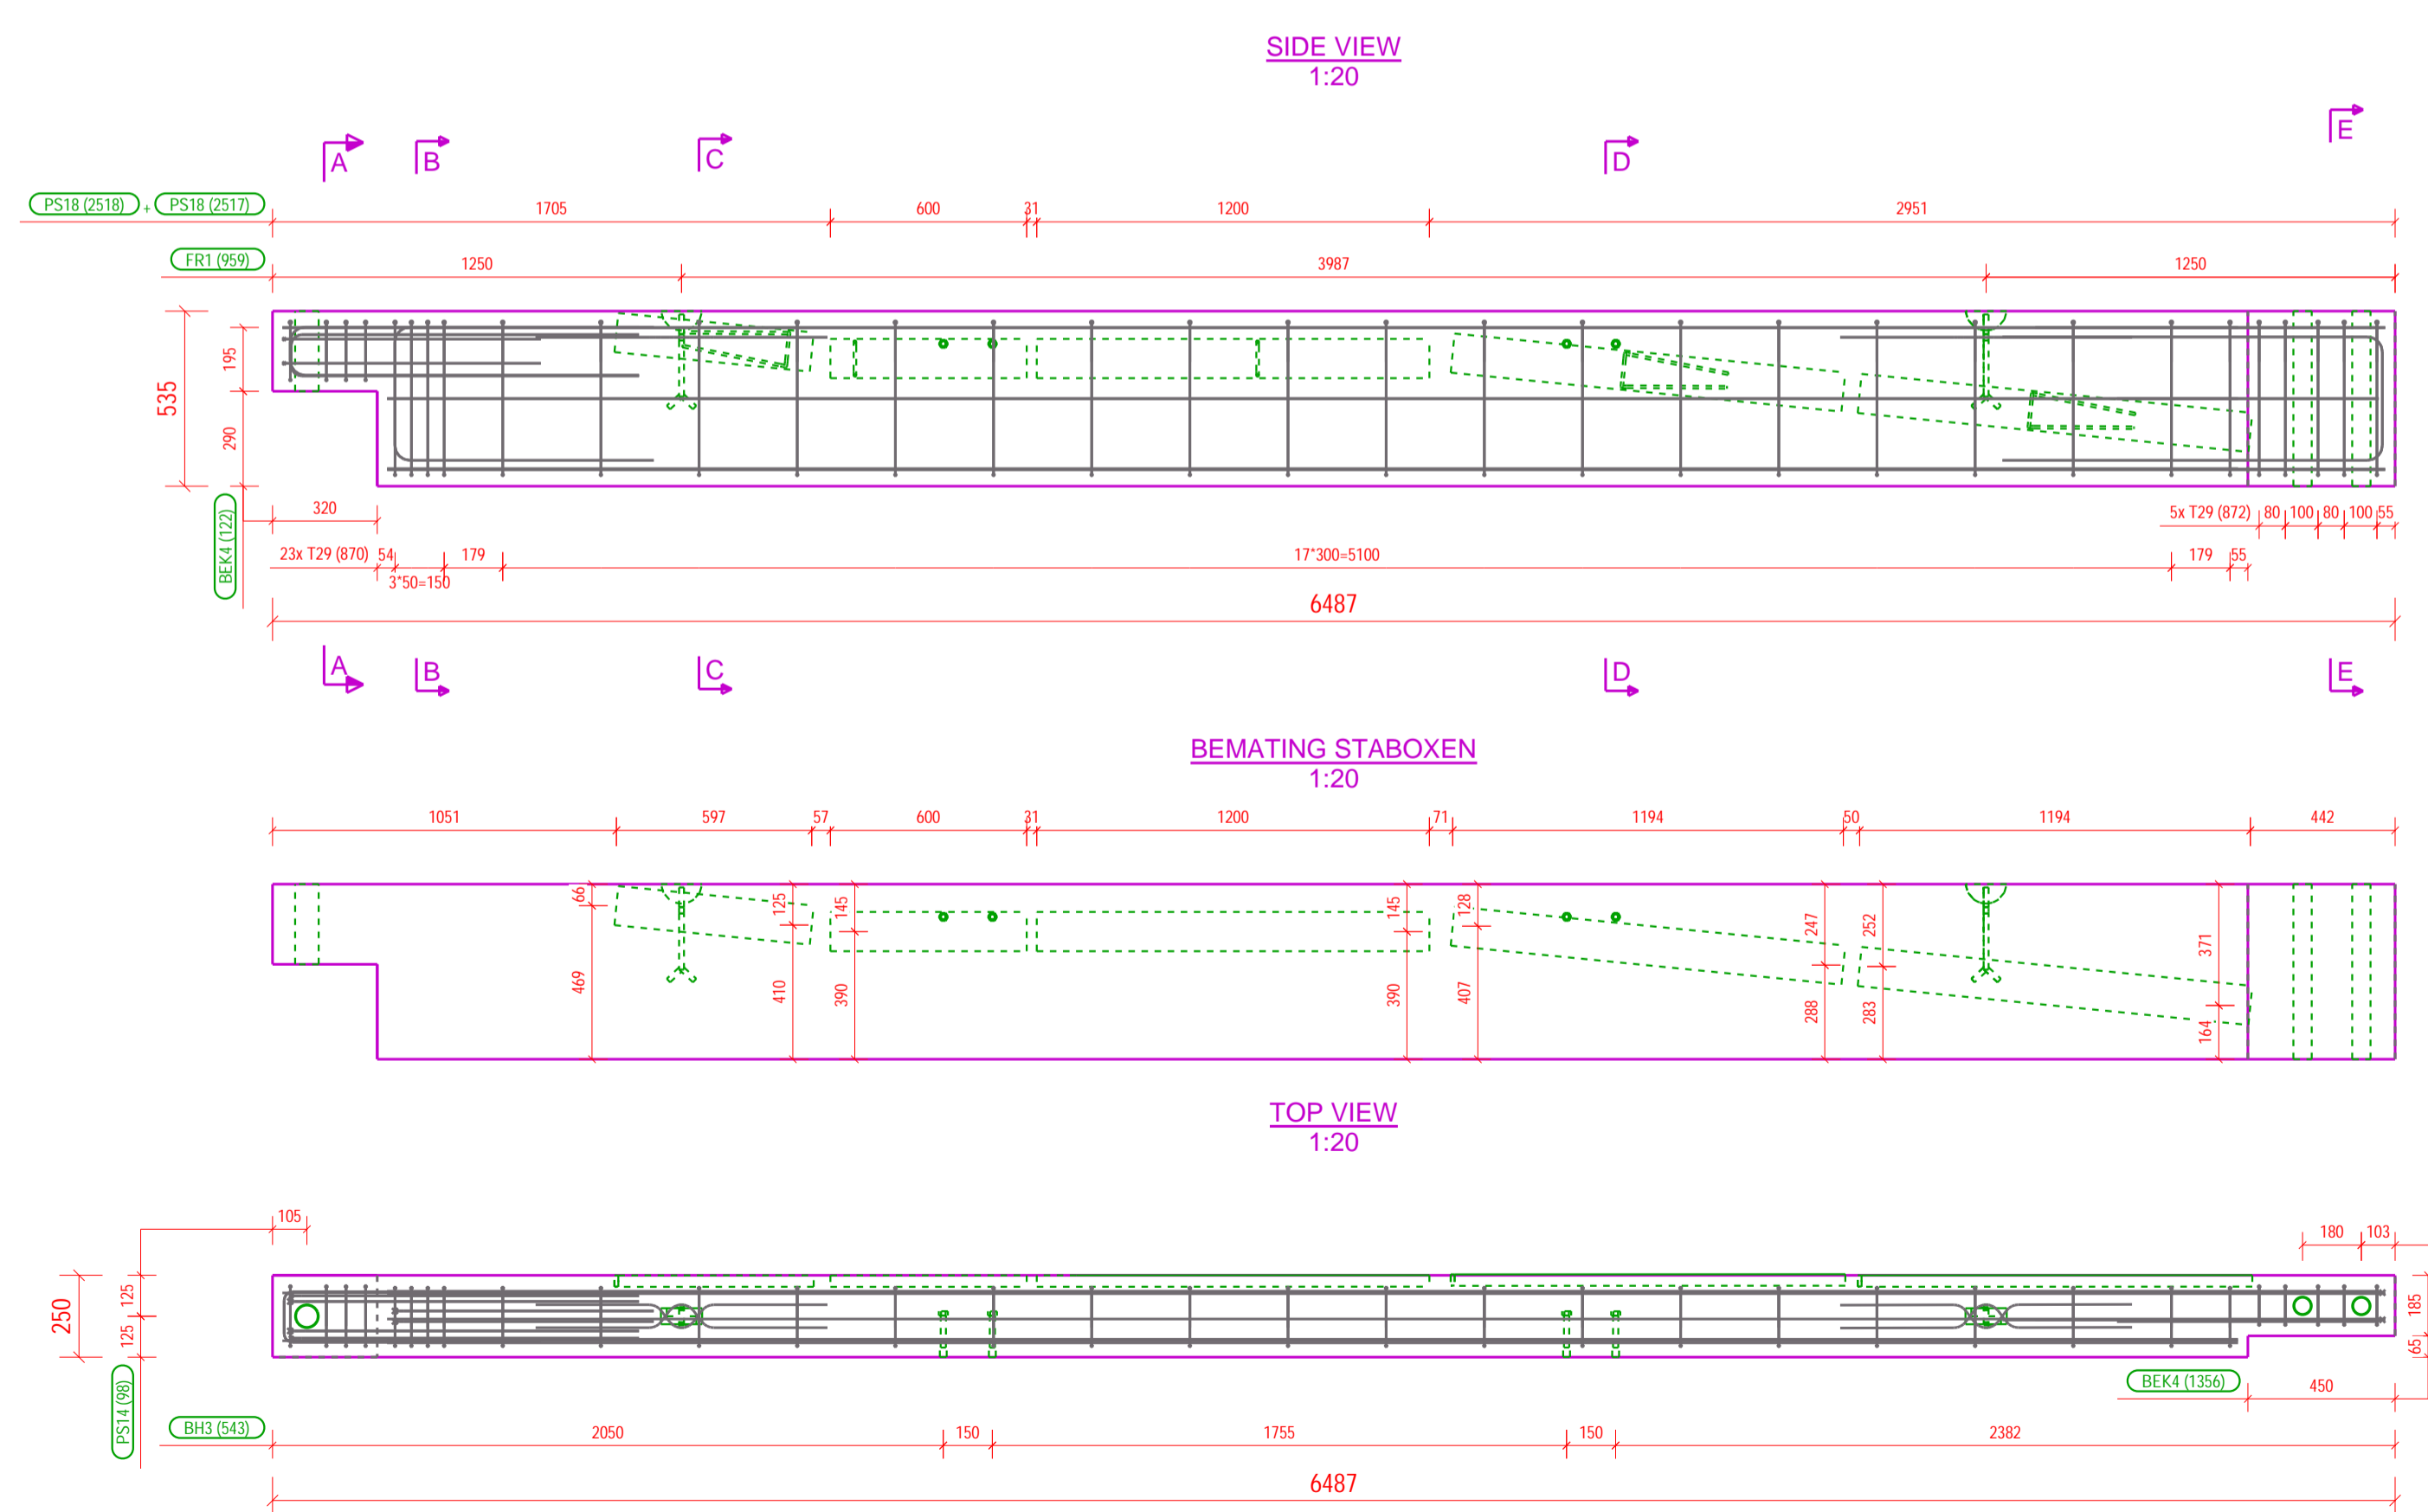 SIDE VIEW
1:20
A B C D E
PS18 (2518) + PS18 (2517) 1705 600 31 1200 2951
FR1 (959) 1250 3987 1250
535 195 290
BEK4 (122)
320 5x T29 (872) 80 100 80 100 55
23x T29 (870) 54 3*50=150 179 17*300=5100 179 55
6487
A B C D E
BEMATING STABOXEN
1:20
1051 597 57 600 31 1200 71 1194 50 1194 442
66 125 145 145 128 247 252 371
469 410 390 390 407 288 283 164
TOP VIEW
1:20
105 180 103
250 125 125 185 65
PS14 (98)
BEK4 (1356) 450
BH3 (543) 2050 150 1755 150 2382
6487